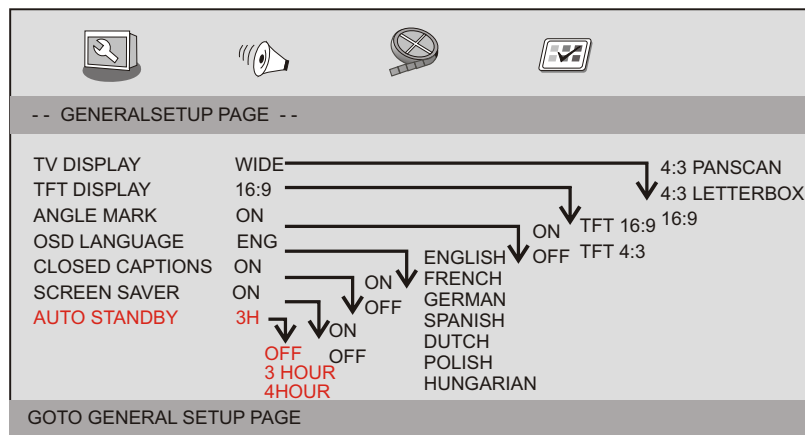 - - GENERALSETUP PAGE - -
TV DISPLAY WIDE
TFT DISPLAY 16:9
ANGLE MARK ON
OSD LANGUAGE ENG
CLOSED CAPTIONS ON
SCREEN SAVER ON
AUTO STANDBY 3H
OFF
3 HOUR
4HOUR
ON
OFF
ON
OFF
ENGLISH
FRENCH
GERMAN
SPANISH
DUTCH
POLISH
HUNGARIAN
ON
OFF
TFT 16:9
TFT 4:3
4:3 PANSCAN
4:3 LETTERBOX
16:9
GOTO GENERAL SETUP PAGE